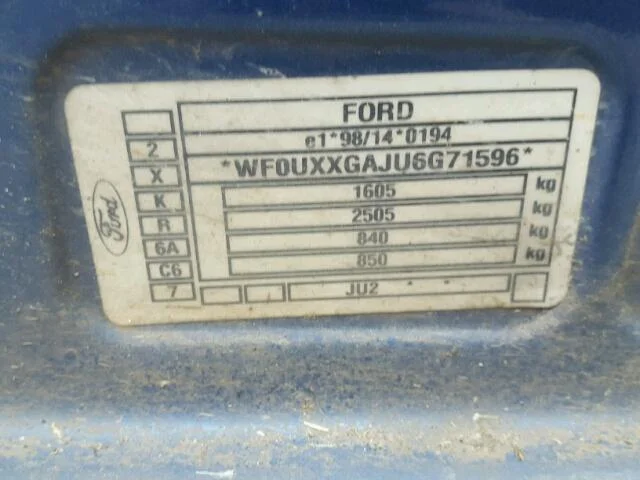 FORD
e1*98/14*0194
*WF0UXXGAJU6G71596*
1605 kg
2505 kg
840 kg
850 kg
JU2 * *
2
X
K
R
6A
C6
7
Ford